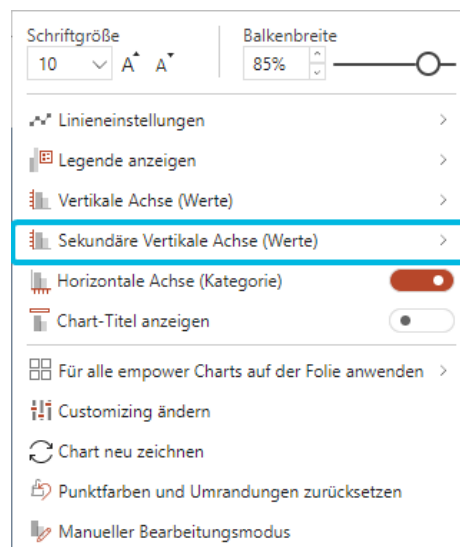 Schriftgröße Balkenbreite
10 A A 85%
Linieneinstellungen
Legende anzeigen
Vertikale Achse (Werte)
Sekundäre Vertikale Achse (Werte)
Horizontale Achse (Kategorie)
Chart-Titel anzeigen
Für alle empower Charts auf der Folie anwenden
Customizing ändern
Chart neu zeichnen
Punktfarben und Umrandungen zurücksetzen
Manueller Bearbeitungsmodus